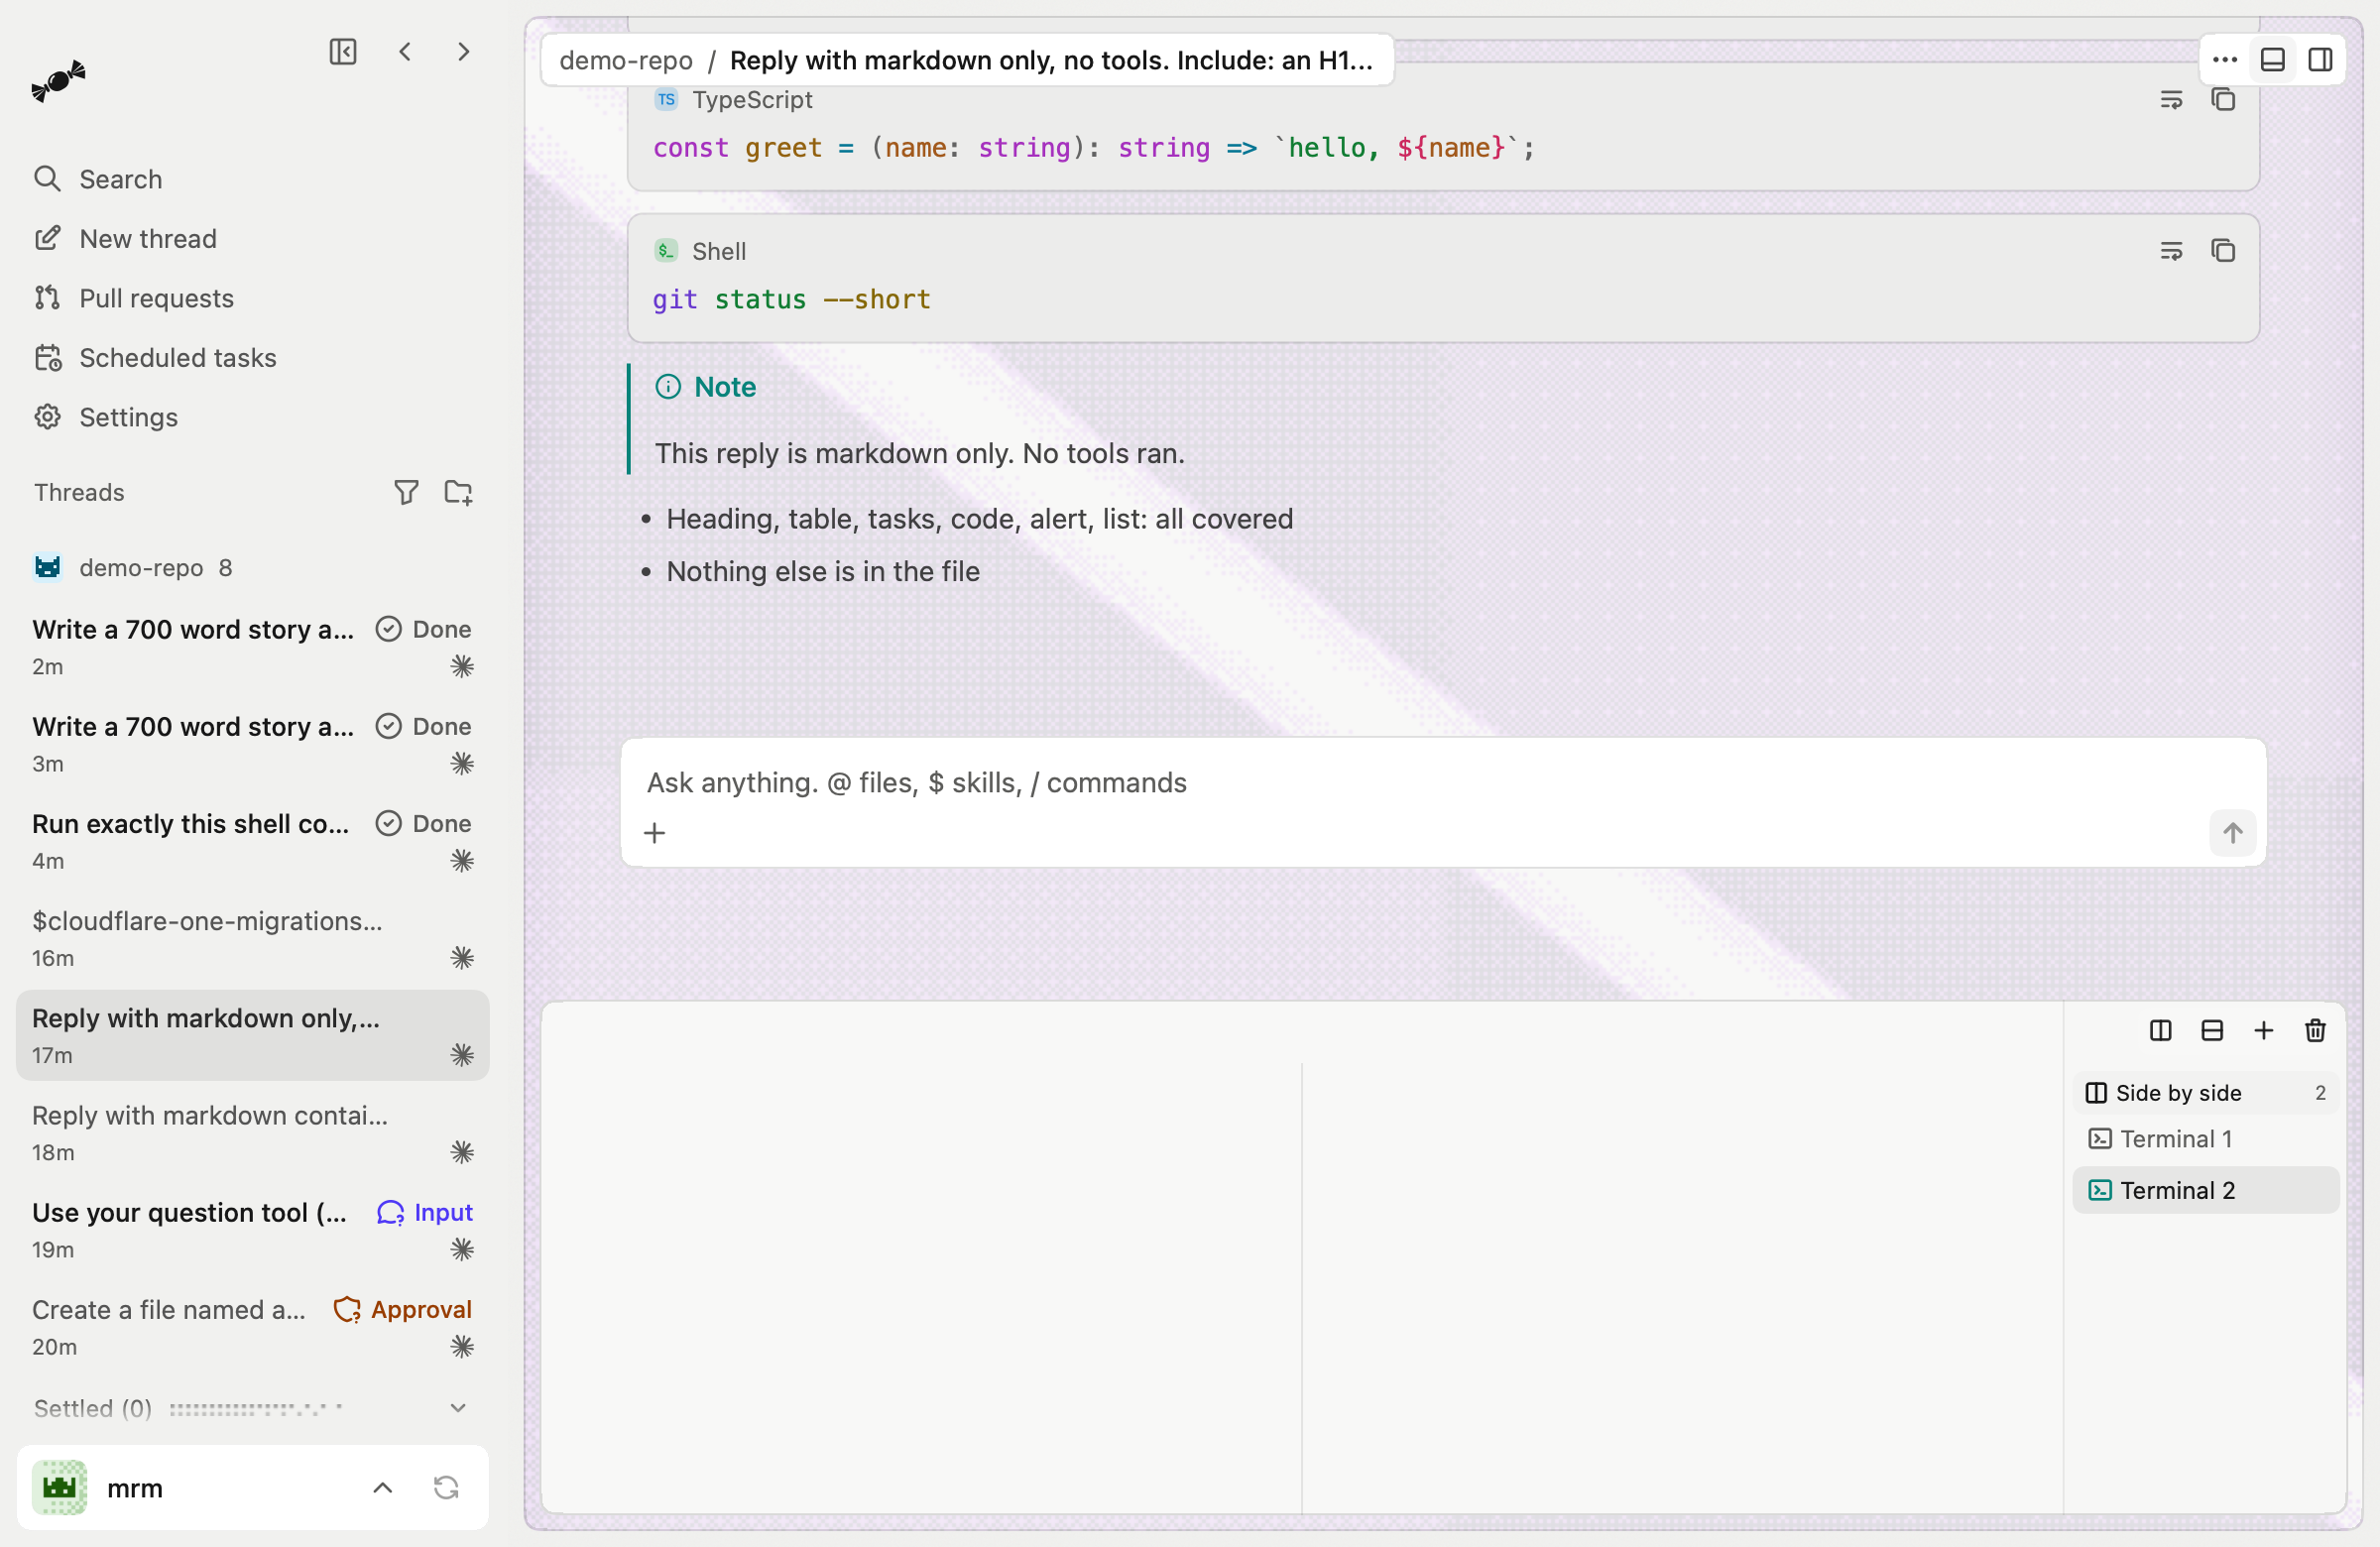 Search
New thread
Pull requests
Scheduled tasks
Settings
Threads
demo-repo 8
Write a 700 word story a... Done
2m
Write a 700 word story a... Done
3m
Run exactly this shell co... Done
4m
$cloudflare-one-migrations...
16m
Reply with markdown only,...
17m
Reply with markdown contai...
18m
Use your question tool (... Input
19m
Create a file named a... Approval
20m
Settled (0)
mrm
demo-repo / Reply with markdown only, no tools. Include: an H1...
TS TypeScript
const greet = (name: string): string => `hello, ${name}`;
$_ Shell
git status --short
Note
This reply is markdown only. No tools ran.
• Heading, table, tasks, code, alert, list: all covered
• Nothing else is in the file
Ask anything. @ files, $ skills, / commands
Side by side 2
Terminal 1
Terminal 2